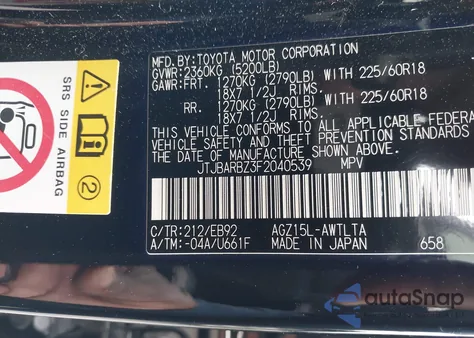 SRS SIDE AIRBAG
2
MFD.BY:TOYOTA MOTOR CORPORATION
GVWR:2360KG (5200LB)
GAWR:FRT. 1270KG (2790LB) WITH 225/60R18
18X7 1/2J RIMS.
RR. 1270KG (2790LB) WITH 225/60R18
18X7 1/2J RIMS.
THIS VEHICLE CONFORMS TO ALL APPLICABLE FEDERA
VEHICLE SAFETY AND THEFT PREVENTION STANDARDS
THE DATE OF MANUFACTURE SHOWN ABOVE.
JTJBARBZ3F2040539 MPV
C/TR:212/EB92 AGZ15L-AWTLTA
A/TM:-04A/U661F MADE IN JAPAN 658
autoSnap